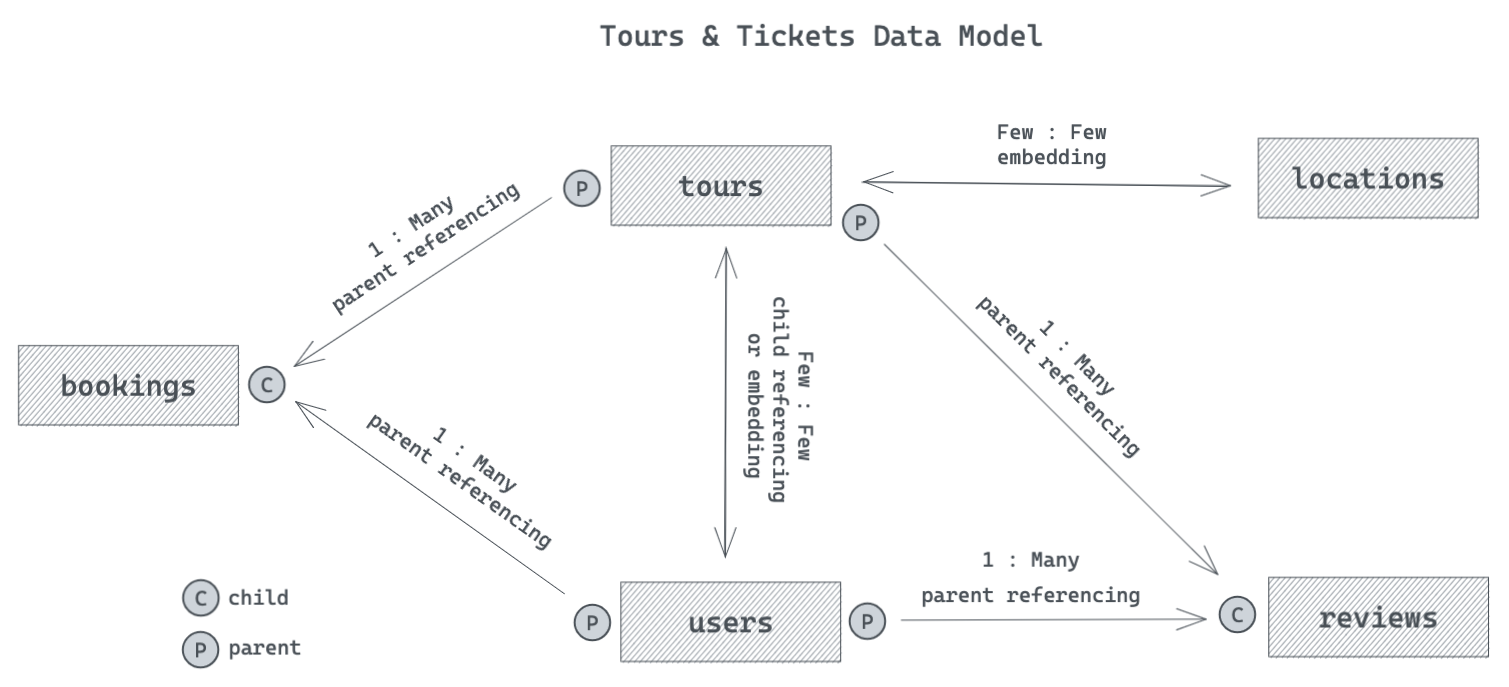 Tours & Tickets Data Model
Few : Few
embedding
locations
P
tours
P
1 : Many
parent referencing
1 : Many
parent referencing
Few : Few
child referencing
or embedding
bookings
C
1 : Many
parent referencing
1 : Many
parent referencing
C
child
P
parent
P
users
P
C
reviews